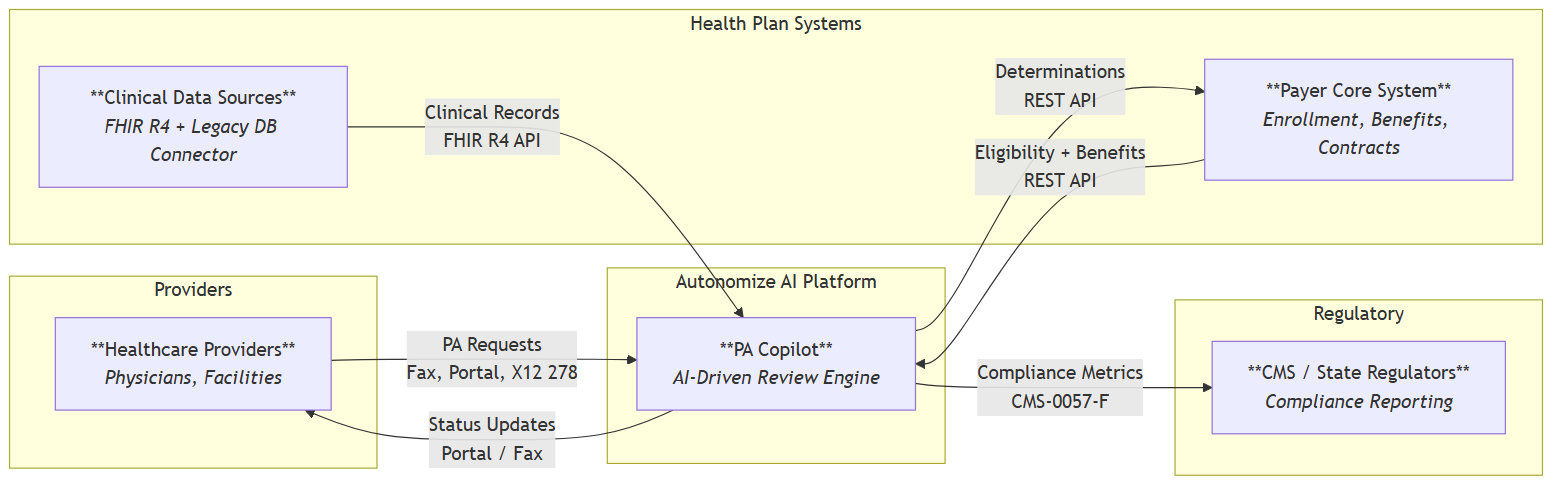 Health Plan Systems
**Clinical Data Sources**
FHIR R4 + Legacy DB
Connector
Clinical Records
FHIR R4 API
Determinations
REST API
Eligibility + Benefits
REST API
**Payer Core System**
Enrollment, Benefits,
Contracts
Providers
**Healthcare Providers**
Physicians, Facilities
PA Requests
Fax, Portal, X12 278
Status Updates
Portal / Fax
Autonomize AI Platform
**PA Copilot**
AI-Driven Review Engine
Compliance Metrics
CMS-0057-F
Regulatory
**CMS / State Regulators**
Compliance Reporting